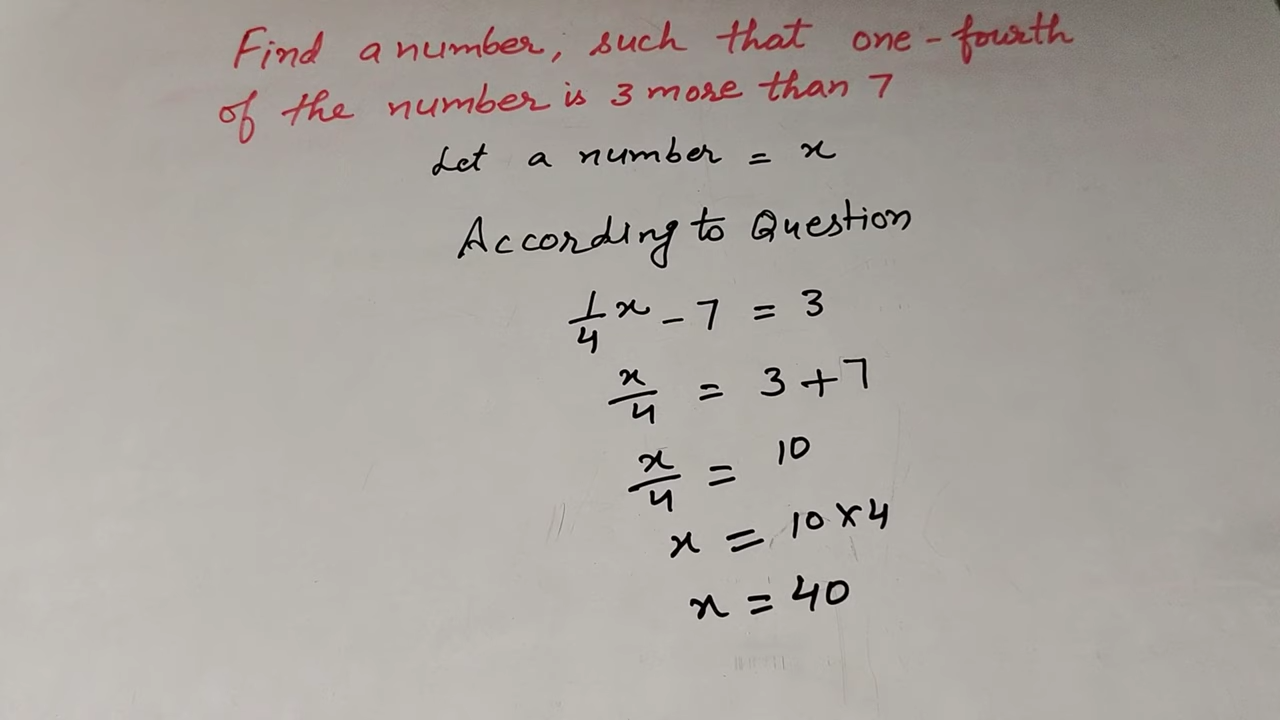 Find a number, such that one-fourth
of the number is 3 more than 7
Let a number = x
According to Question
1/4 x - 7 = 3
x/4 = 3 + 7
x/4 = 10
x = 10 × 4
x = 40